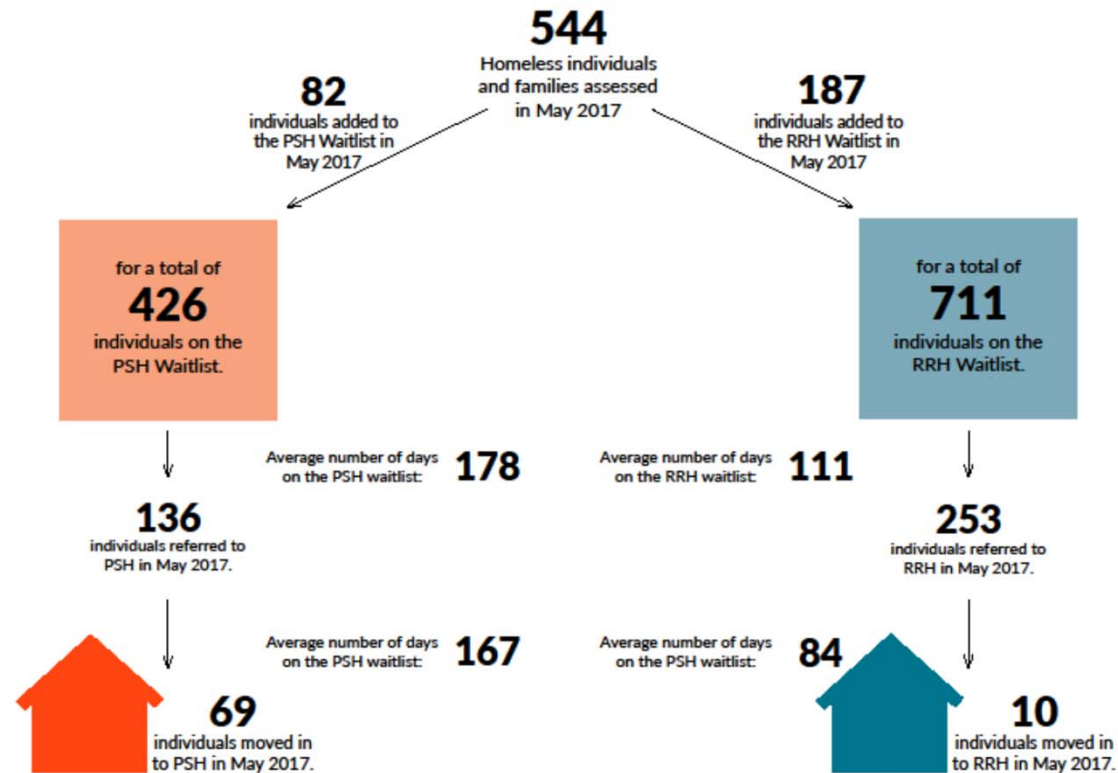 544
Homeless individuals
and families assessed
in May 2017
82
individuals added to
the PSH Waitlist in
May 2017
187
individuals added to
the RRH Waitlist in
May 2017
for a total of
426
individuals on the
PSH Waitlist.
for a total of
711
individuals on the
RRH Waitlist.
Average number of days
on the PSH waitlist:
178
Average number of days
on the RRH waitlist:
111
136
individuals referred to
PSH in May 2017.
253
individuals referred to
RRH in May 2017.
Average number of days
on the PSH waitlist:
167
Average number of days
on the PSH waitlist:
84
69
individuals moved in
to PSH in May 2017.
10
individuals moved in
to RRH in May 2017.